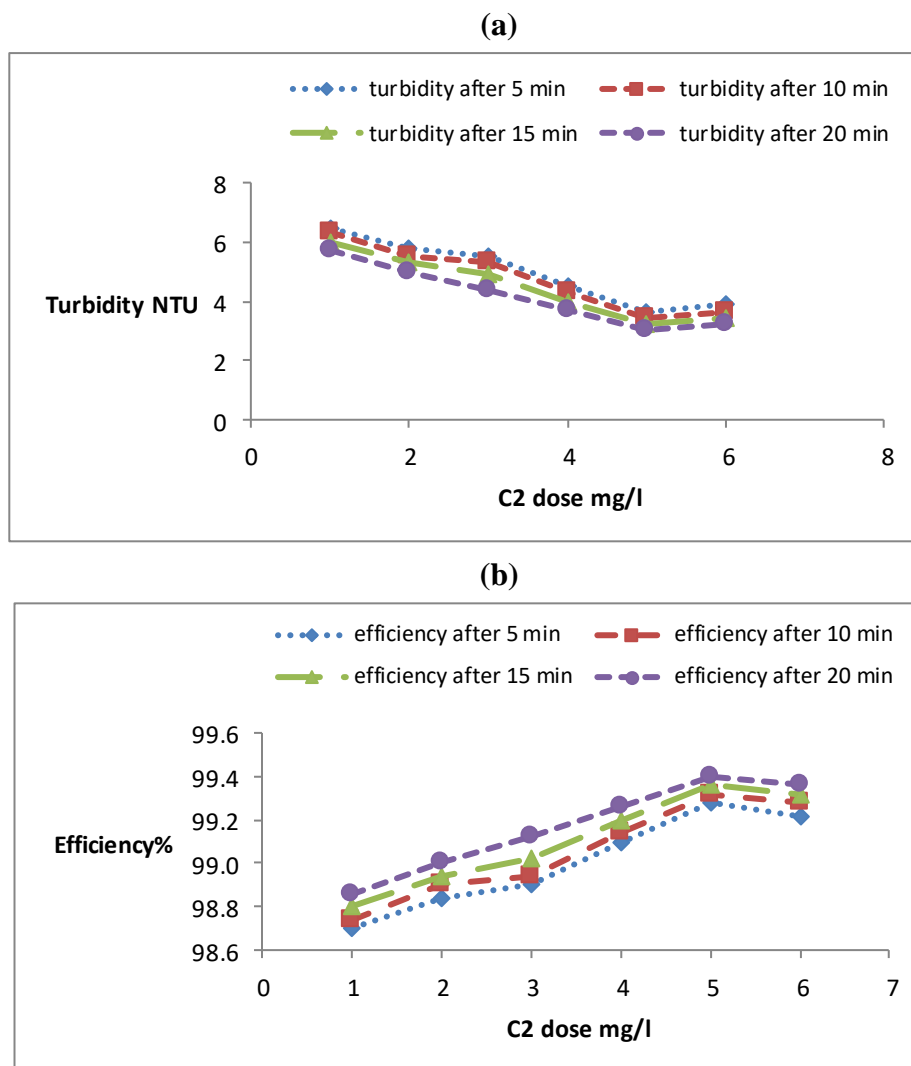 (a)
turbidity after 5 min turbidity after 10 min
turbidity after 15 min turbidity after 20 min
8
6
Turbidity NTU
4
2
0
0 2 4 6 8
C2 dose mg/l
(b)
efficiency after 5 min efficiency after 10 min
efficiency after 15 min efficiency after 20 min
99.6
99.4
99.2
Efficiency%
99.0
98.8
98.6
0 1 2 3 4 5 6 7
C2 dose mg/l